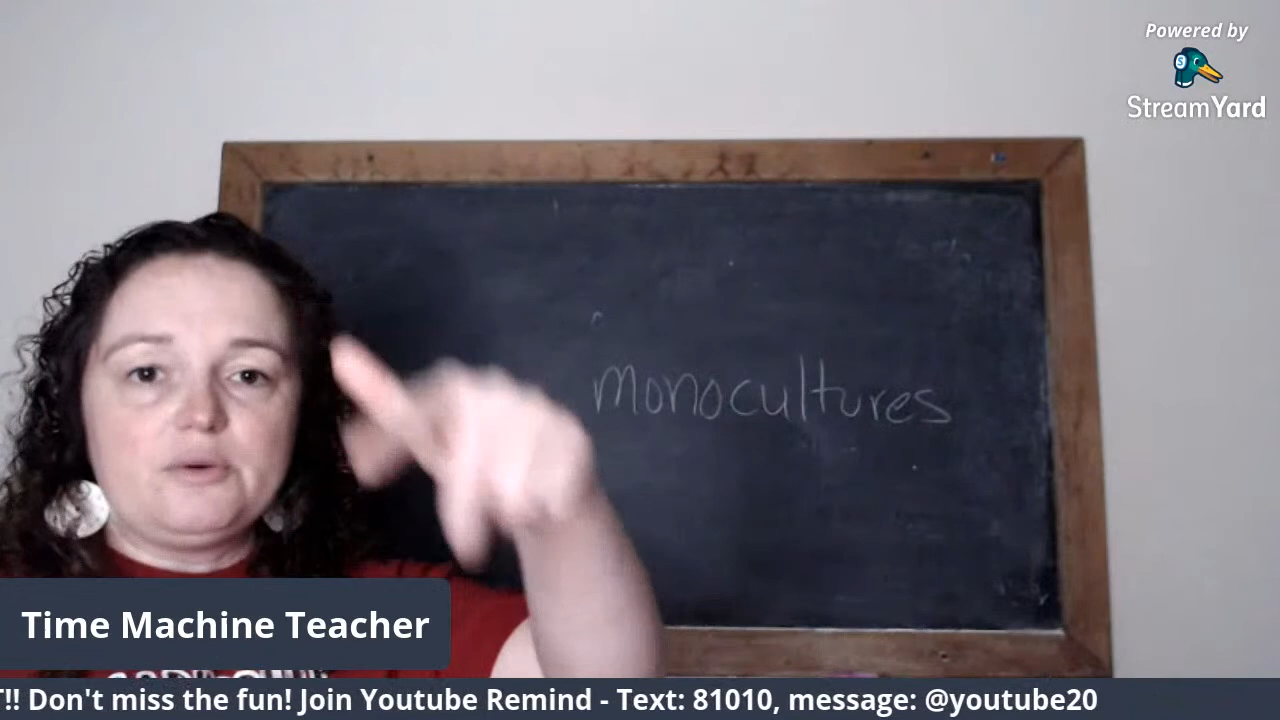 Powered by
StreamYard
monocultures
Time Machine Teacher
!! Don't miss the fun! Join Youtube Remind - Text: 81010, message: @youtube20